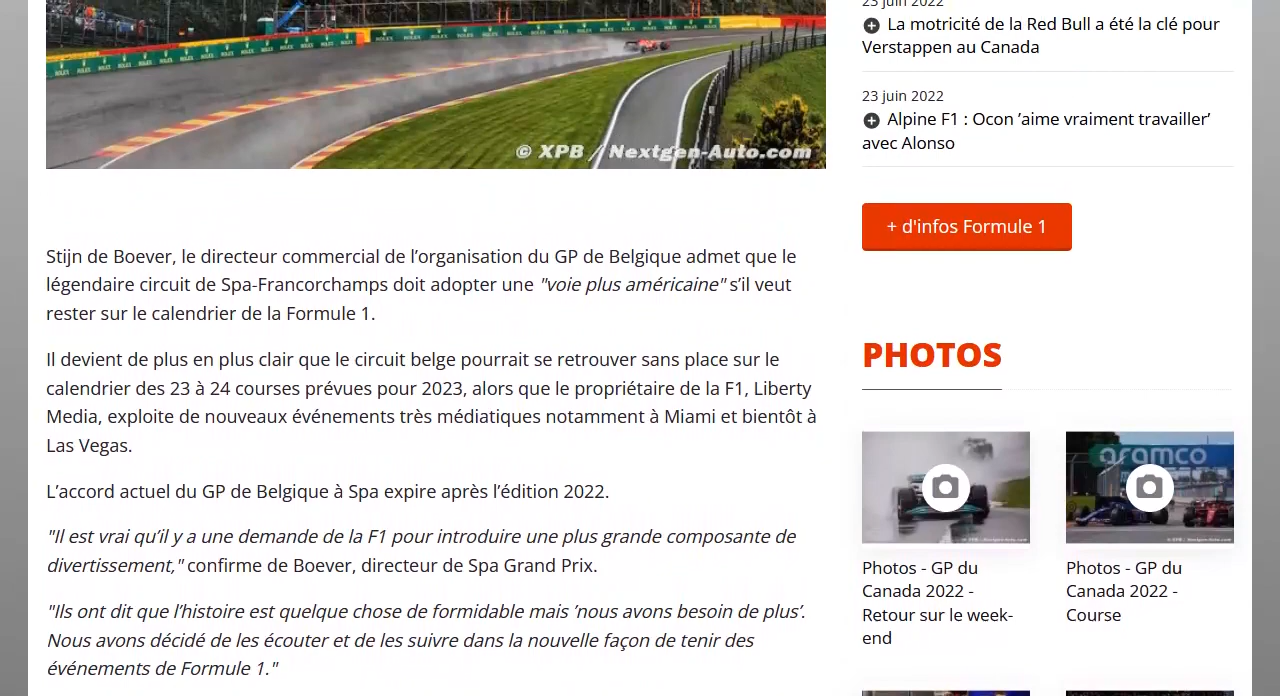 ROLEX ROLEX ROLEX ROLEX ROLEX ROLEX ROLEX
© XPB / Nextgen-Auto.com
Stijn de Boever, le directeur commercial de l’organisation du GP de Belgique admet que le
légendaire circuit de Spa-Francorchamps doit adopter une "voie plus américaine" s’il veut
rester sur le calendrier de la Formule 1.
Il devient de plus en plus clair que le circuit belge pourrait se retrouver sans place sur le
calendrier des 23 à 24 courses prévues pour 2023, alors que le propriétaire de la F1, Liberty
Media, exploite de nouveaux événements très médiatiques notamment à Miami et bientôt à
Las Vegas.
L’accord actuel du GP de Belgique à Spa expire après l’édition 2022.
"Il est vrai qu’il y a une demande de la F1 pour introduire une plus grande composante de
divertissement," confirme de Boever, directeur de Spa Grand Prix.
"Ils ont dit que l’histoire est quelque chose de formidable mais ’nous avons besoin de plus’.
Nous avons décidé de les écouter et de les suivre dans la nouvelle façon de tenir des
événements de Formule 1."
23 juin 2022
La motricité de la Red Bull a été la clé pour
Verstappen au Canada
23 juin 2022
Alpine F1 : Ocon ’aime vraiment travailler’
avec Alonso
+ d'infos Formule 1
PHOTOS
Photos - GP du
Canada 2022 -
Retour sur le week-
end
aramco
Photos - GP du
Canada 2022 -
Course